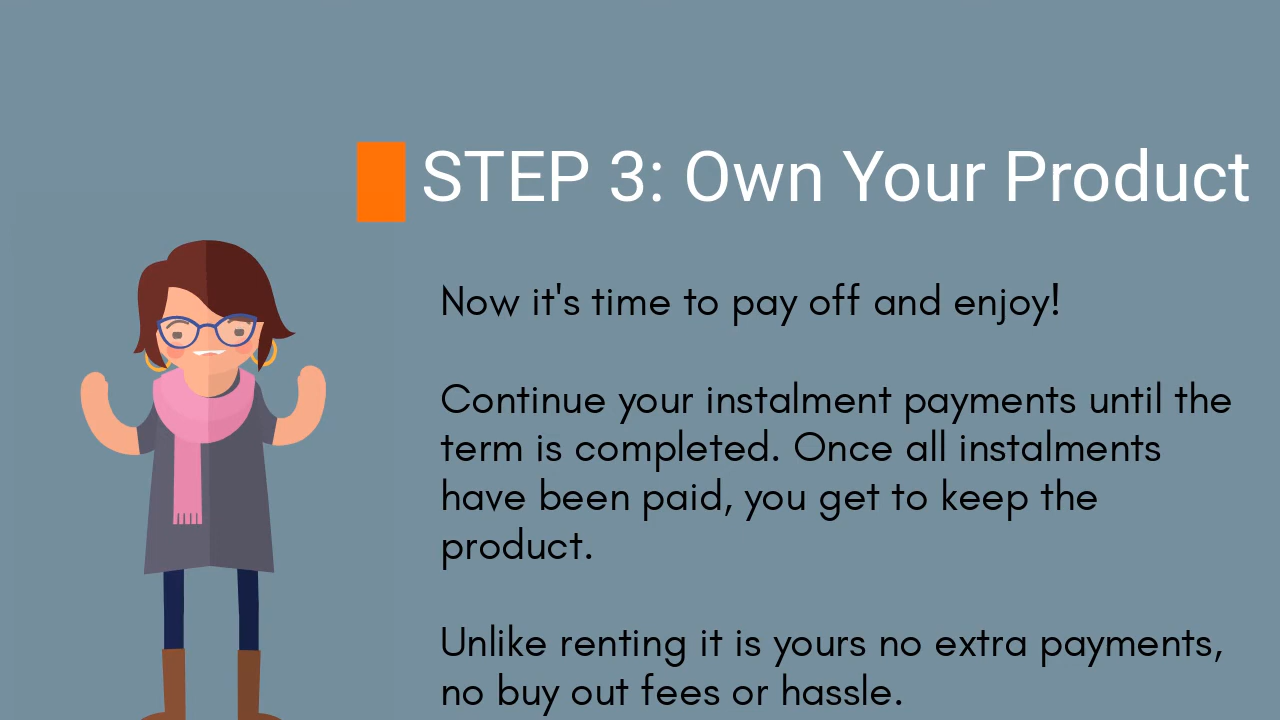 STEP 3: Own Your Product
Now it's time to pay off and enjoy!
Continue your instalment payments until the
term is completed. Once all instalments
have been paid, you get to keep the
product.
Unlike renting it is yours no extra payments,
no buy out fees or hassle.